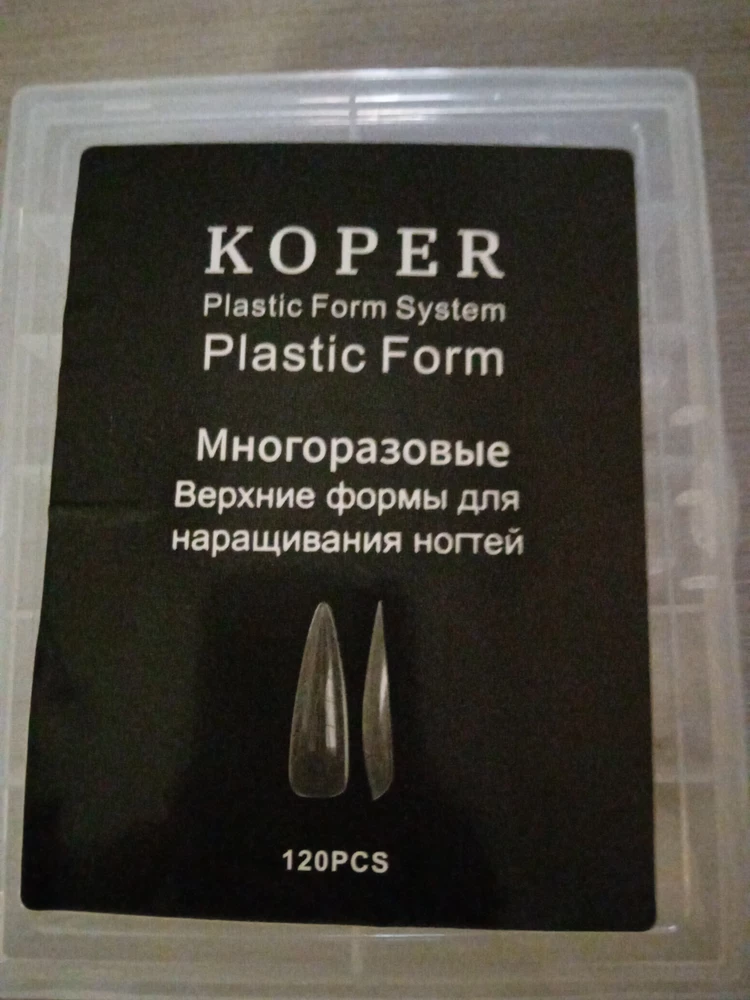 KOPER
Plastic Form System
Plastic Form
Многоразовые
Верхние формы для
наращивания ногтей
120PCS